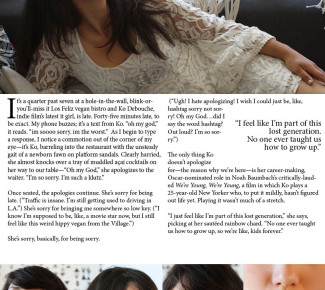 It's a quarter past seven at a hole-in-the-wall, blink-or-
you'll-miss it Los Feliz vegan bistro and Ko Debouche,
indie film's latest it girl, is late. Forty-five minutes late, to
be exact. My phone buzzes; it's a text from Ko. "oh my god,"
it reads. "im soooo sorry. im the worst." As I begin to type
a response, I notice a commotion out of the corner of my
eye—it's Ko, barreling into the restaurant with the unsteady
gait of a newborn fawn on platform sandals. Clearly harried,
she almost knocks over a tray of muddled açai cocktails on
her way to our table—"Oh my God," she apologizes to the
waiter. "I'm so sorry. I'm such a klutz."
Once seated, the apologies continue. She's sorry for being
late. ("Traffic is insane. I'm still getting used to driving in
L.A.") She's sorry for bringing me somewhere so low key. ("I
know I'm supposed to be, like, a movie star now, but I still
feel like this weird hippy vegan from the Village.")
She's sorry, basically, for being sorry.
("Ugh! I hate apologizing! I wish I could just be, like,
hashtag sorry not sor-
ry! Oh my God. . .did I
say the word hashtag?
Out loud? I'm so sor-
ry.")
The only thing Ko
doesn't apologize
for—the reason why we're here—is her career-making,
Oscar-nominated role in Noah Baumbach's critically-laud-
ed We're Young, We're Young, a film in which Ko plays a
25-year-old New Yorker who, to put it mildly, hasn't figured
out life yet. Playing it wasn't much of a stretch.
"I just feel like I'm part of this lost generation," she says,
picking at her sautéed rainbow chard. "No one ever taught
us how to grow up, so we're like, kids forever."
"I feel like I'm part of this
lost generation.
No one ever taught us
how to grow up."